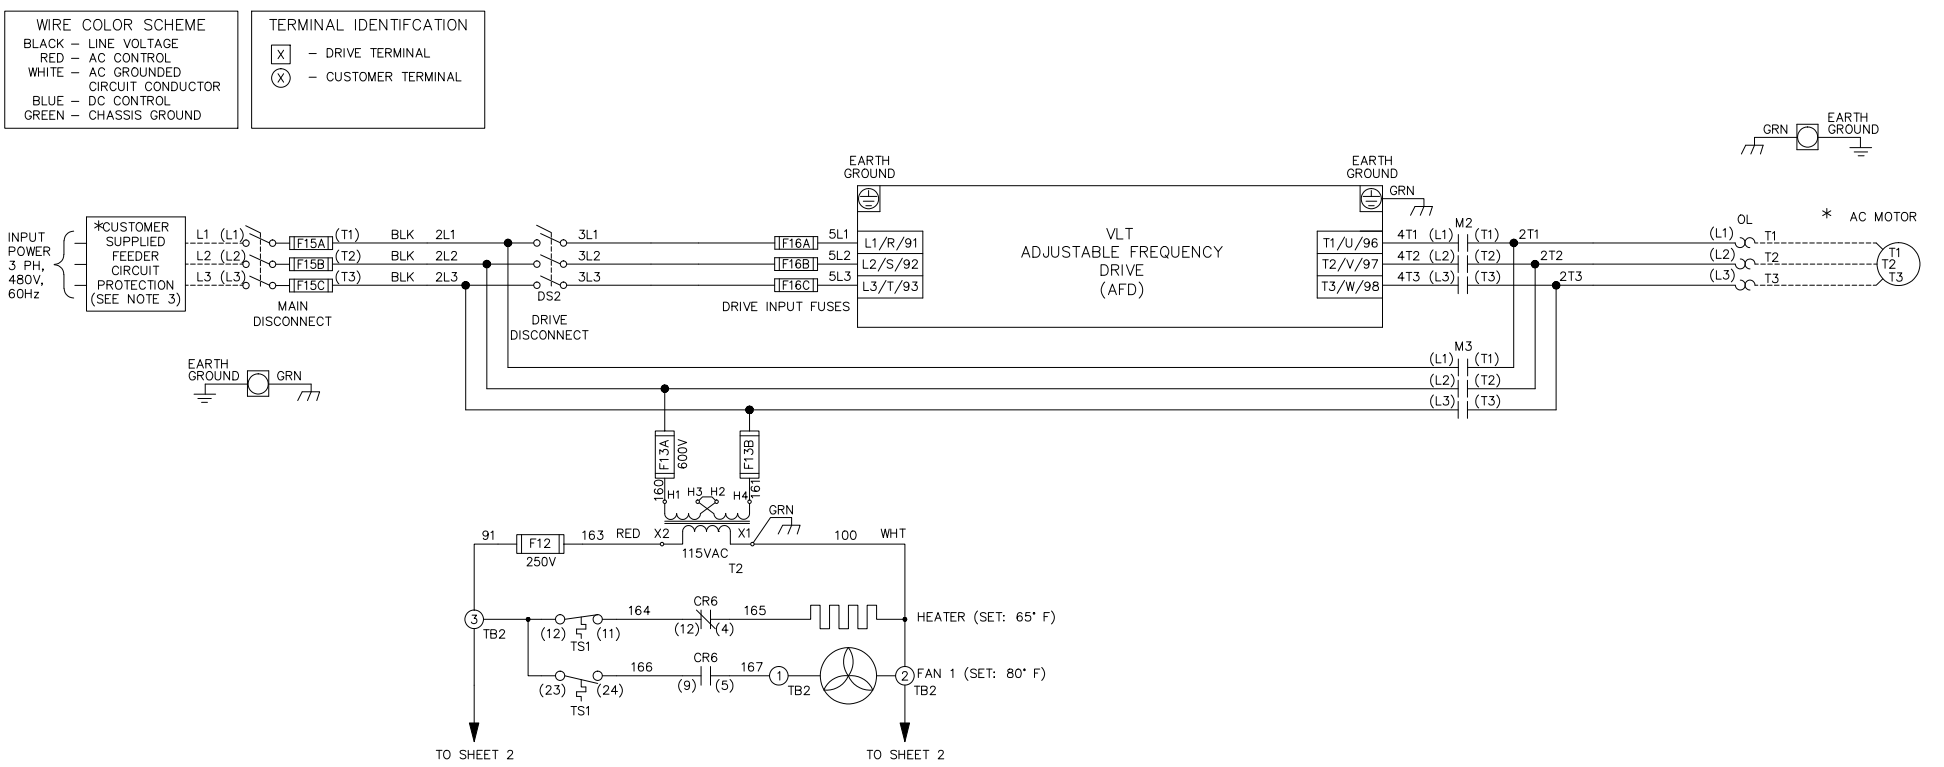 WIRE COLOR SCHEME
BLACK – LINE VOLTAGE
RED – AC CONTROL
WHITE – AC GROUNDED
CIRCUIT CONDUCTOR
BLUE – DC CONTROL
GREEN – CHASSIS GROUND
TERMINAL IDENTIFCATION
X – DRIVE TERMINAL
X – CUSTOMER TERMINAL
GRN
EARTH
GROUND
INPUT
POWER
3 PH,
480V,
60Hz
*CUSTOMER
SUPPLIED
FEEDER
CIRCUIT
PROTECTION
(SEE NOTE 3)
L1 (L1) F15A (T1) BLK 2L1
L2 (L2) F15B (T2) BLK 2L2
L3 (L3) F15C (T3) BLK 2L3
MAIN
DISCONNECT
3L1
3L2
3L3
DS2
DRIVE
DISCONNECT
F16A 5L1
F16B 5L2
F16C 5L3
DRIVE INPUT FUSES
EARTH
GROUND
L1/R/91
L2/S/92
L3/T/93
VLT
ADJUSTABLE FREQUENCY
DRIVE
(AFD)
EARTH
GROUND
GRN
T1/U/96
T2/V/97
T3/W/98
M2
4T1 (L1) (T1) 2T1
4T2 (L2) (T2) 2T2
4T3 (L3) (T3) 2T3
OL
(L1) T1
(L2) T2
(L3) T3
* AC MOTOR
T1
T2
T3
M3
(L1) (T1)
(L2) (T2)
(L3) (T3)
EARTH
GROUND
GRN
F13A
600V
F13B
160
161
H1 H3 H2 H4
GRN
91 F12 163 RED X2 X1 100 WHT
250V
115VAC
T2
3
TB2
164 CR6 165
(12) (11) (12) (4)
TS1
HEATER (SET: 65° F)
166 CR6 167
(23) (24) (9) (5)
TS1
1
TB2
2
TB2
FAN 1 (SET: 80° F)
TO SHEET 2
TO SHEET 2